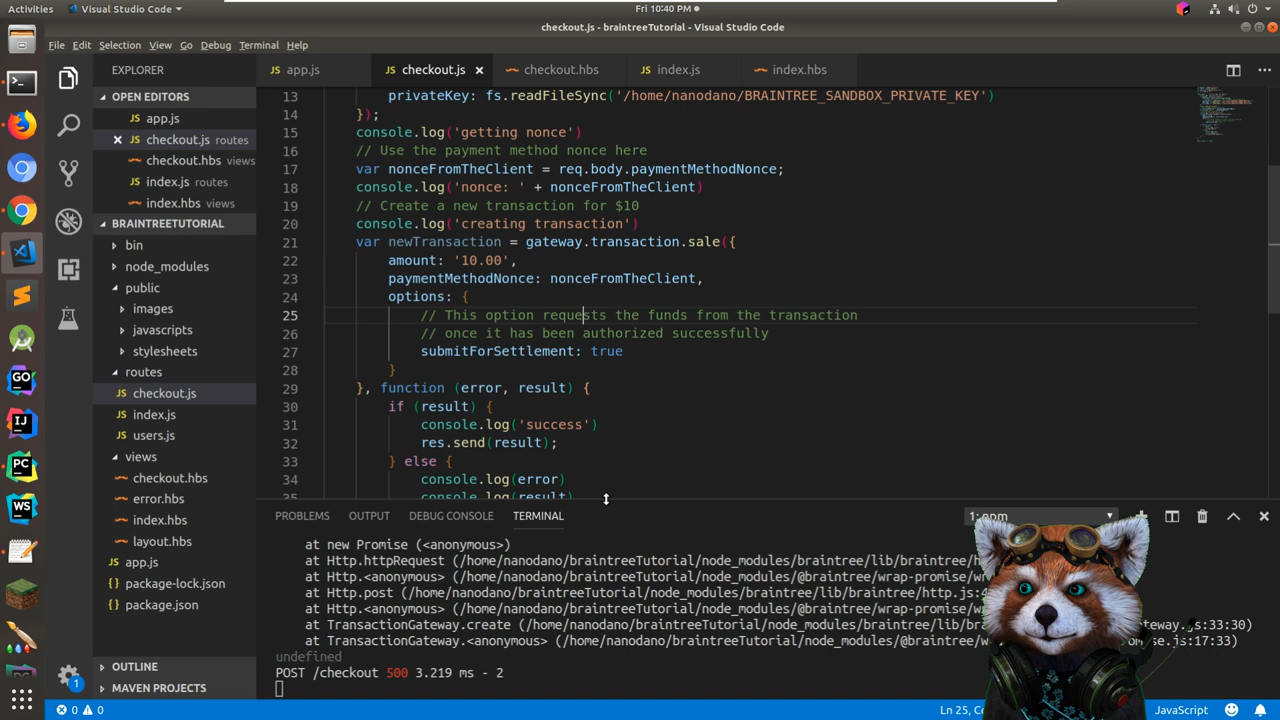 Activities
Visual Studio Code
Fri 10:40 PM
checkout.js - braintreeTutorial - Visual Studio Code
File Edit Selection View Go Debug Terminal Help
EXPLORER
OPEN EDITORS
JS app.js
JS checkout.js routes
checkout.hbs views
JS index.js routes
index.hbs views
BRAINTREETUTORIAL
bin
node_modules
public
images
javascripts
stylesheets
routes
JS checkout.js
JS index.js
JS users.js
views
checkout.hbs
error.hbs
index.hbs
layout.hbs
JS app.js
package-lock.json
package.json
OUTLINE
MAVEN PROJECTS
JS app.js
JS checkout.js
checkout.hbs
JS index.js
index.hbs
13 privateKey: fs.readFileSync('/home/nanodano/BRAINTREE_SANDBOX_PRIVATE_KEY')
14 });
15 console.log('getting nonce')
16 // Use the payment method nonce here
17 var nonceFromTheClient = req.body.paymentMethodNonce;
18 console.log('nonce: ' + nonceFromTheClient)
19 // Create a new transaction for $10
20 console.log('creating transaction')
21 var newTransaction = gateway.transaction.sale({
22 amount: '10.00',
23 paymentMethodNonce: nonceFromTheClient,
24 options: {
25 // This option requests the funds from the transaction
26 // once it has been authorized successfully
27 submitForSettlement: true
28 }
29 }, function (error, result) {
30 if (result) {
31 console.log('success')
32 res.send(result);
33 } else {
34 console.log(error)
35 console.log(result)
PROBLEMS OUTPUT DEBUG CONSOLE TERMINAL
1: npm
at new Promise (<anonymous>)
at Http.httpRequest (/home/nanodano/braintreeTutorial/node_modules/braintree/lib/braintree/h
at Http.<anonymous> (/home/nanodano/braintreeTutorial/node_modules/@braintree/wrap-promise/w
at Http.post (/home/nanodano/braintreeTutorial/node_modules/braintree/lib/braintree/http.js:4
at Http.<anonymous> (/home/nanodano/braintreeTutorial/node_modules/@braintree/wrap-promise/w
at TransactionGateway.create (/home/nanodano/braintreeTutorial/node_modules/braintree/lib/br eway.js:33:30)
at TransactionGateway.<anonymous> (/home/nanodano/braintreeTutorial/node_modules/@braintree/ mise.js:17:33)
undefined
POST /checkout 500 3.219 ms - 2
GO
IJ
PC
WS
PC
1
0 0
Ln 25,
JavaScript